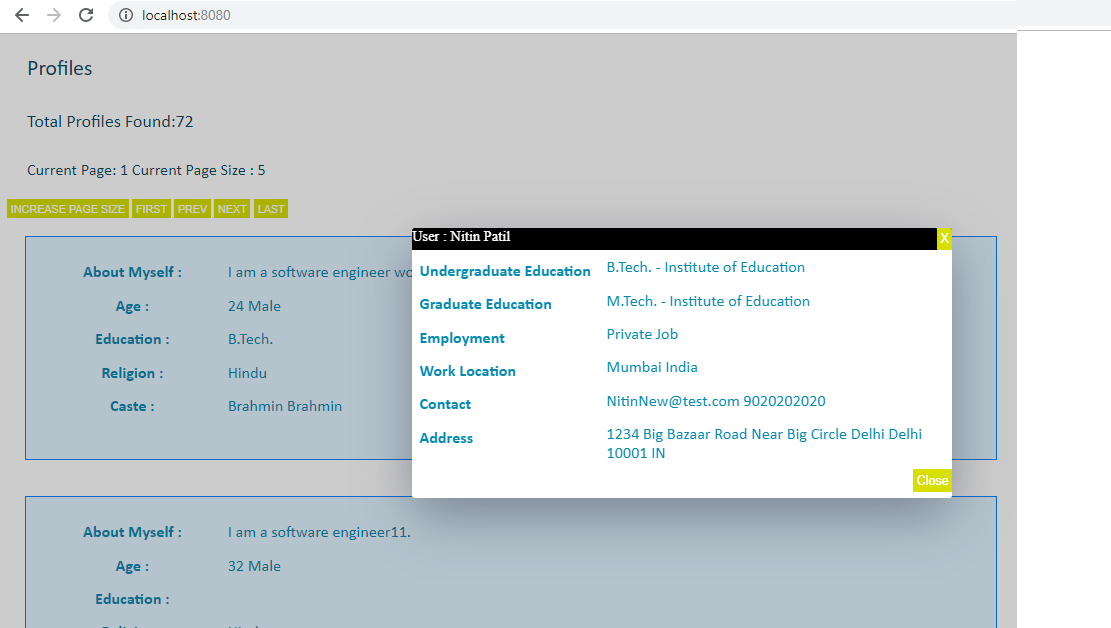 localhost:8080
Profiles
Total Profiles Found:72
Current Page: 1 Current Page Size : 5
INCREASE PAGE SIZE FIRST PREV NEXT LAST
User : Nitin Patil X
Undergraduate Education B.Tech. - Institute of Education
Graduate Education M.Tech. - Institute of Education
Employment Private Job
Work Location Mumbai India
Contact NitinNew@test.com 9020202020
Address 1234 Big Bazaar Road Near Big Circle Delhi Delhi
10001 IN
Close
About Myself : I am a software engineer
Age : 24 Male
Education : B.Tech.
Religion : Hindu
Caste : Brahmin Brahmin
About Myself : I am a software engineer11.
Age : 32 Male
Education :